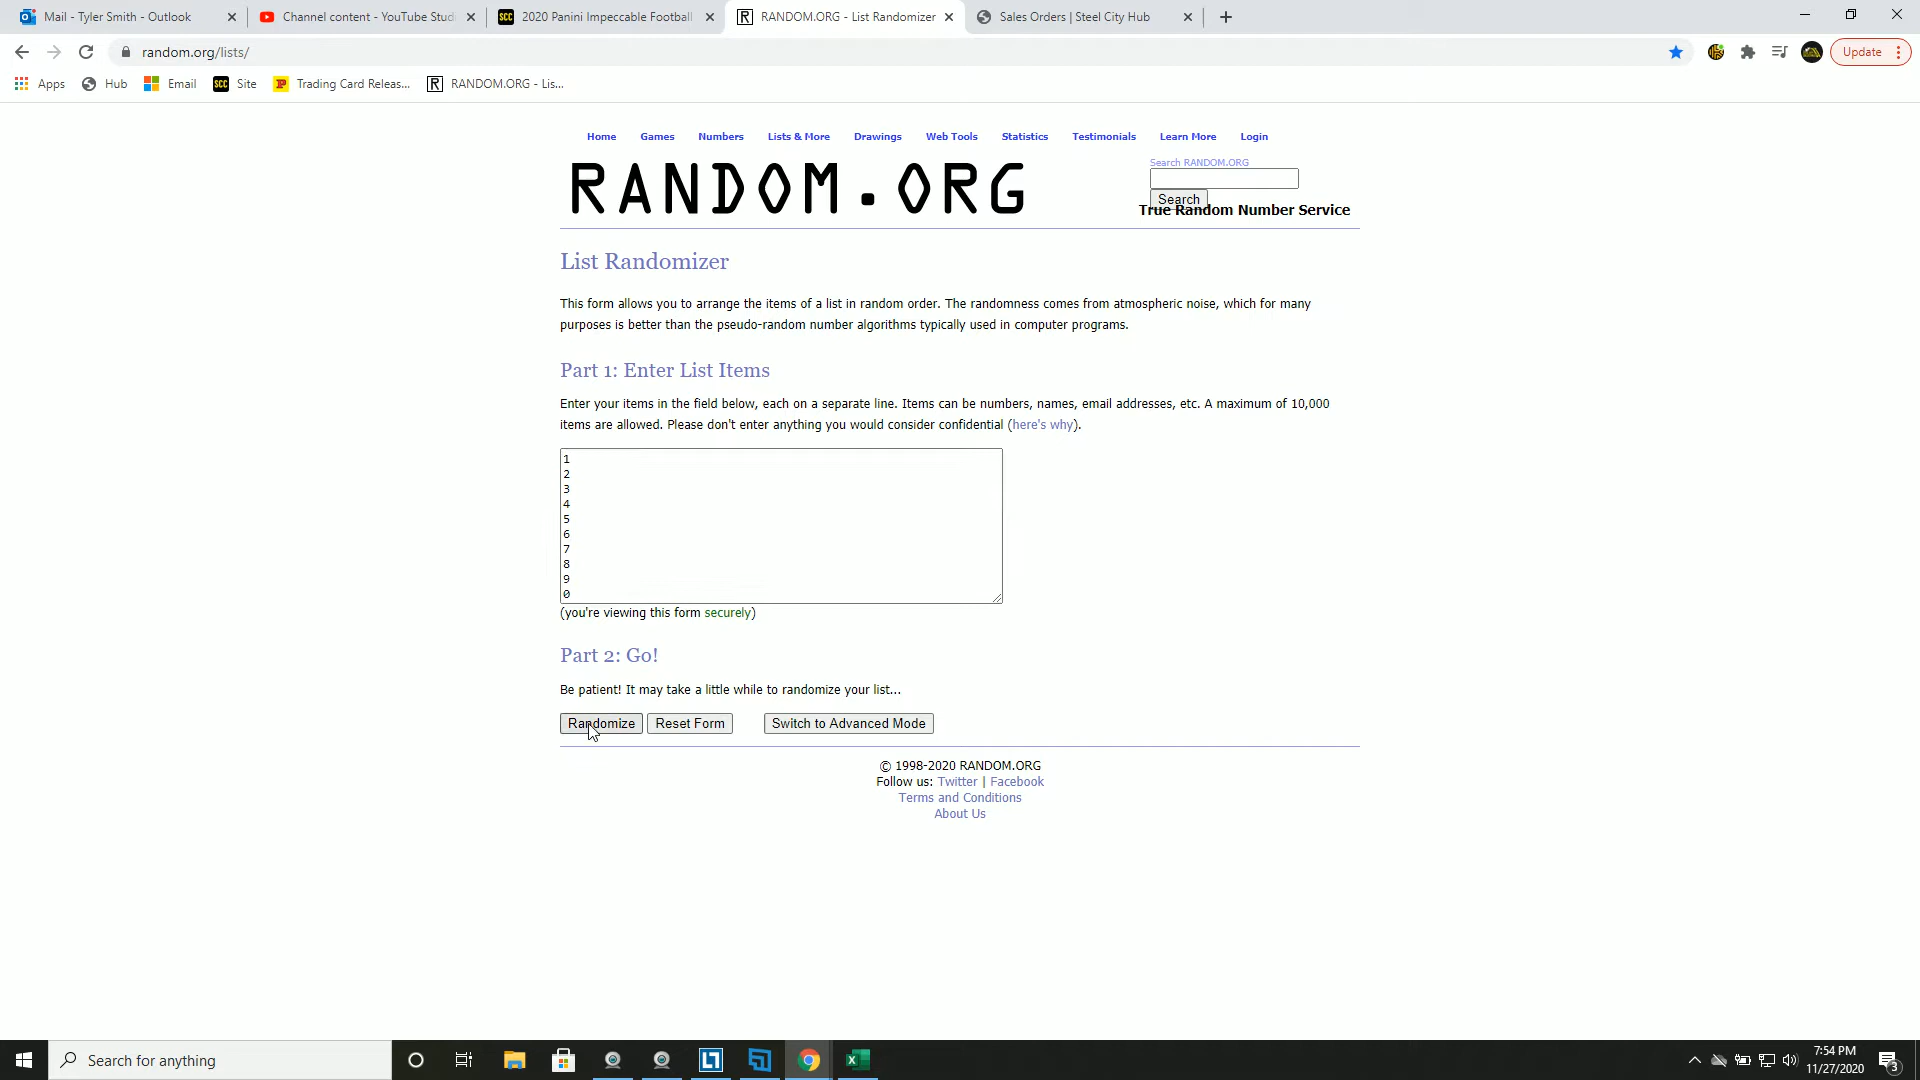 Mail - Tyler Smith - Outlook
Channel content - YouTube Stud
SCC 2020 Panini Impeccable Football
R RANDOM.ORG - List Randomizer
Sales Orders | Steel City Hub
random.org/lists/
Update
Apps
Hub
Email
SCC Site
P Trading Card Releas...
R RANDOM.ORG - Lis...
Home Games Numbers Lists & More Drawings Web Tools Statistics Testimonials Learn More Login
RANDOM.ORG
Search RANDOM.ORG
Search
True Random Number Service
List Randomizer
This form allows you to arrange the items of a list in random order. The randomness comes from atmospheric noise, which for many
purposes is better than the pseudo-random number algorithms typically used in computer programs.
Part 1: Enter List Items
Enter your items in the field below, each on a separate line. Items can be numbers, names, email addresses, etc. A maximum of 10,000
items are allowed. Please don't enter anything you would consider confidential (here's why).
1
2
3
4
5
6
7
8
9
0
(you're viewing this form securely)
Part 2: Go!
Be patient! It may take a little while to randomize your list...
Randomize Reset Form Switch to Advanced Mode
© 1998-2020 RANDOM.ORG
Follow us: Twitter | Facebook
Terms and Conditions
About Us
Search for anything
7:54 PM
11/27/2020
3